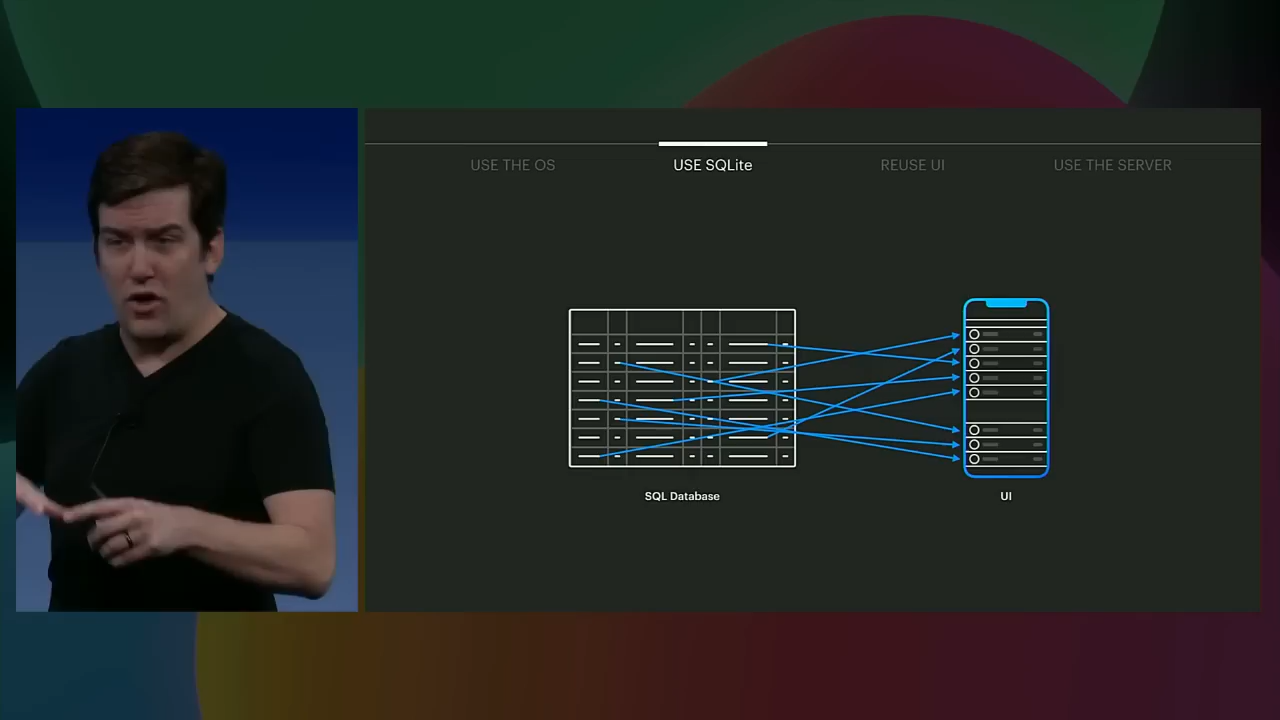 USE THE OS
USE SQLite
REUSE UI
USE THE SERVER
SQL Database
UI